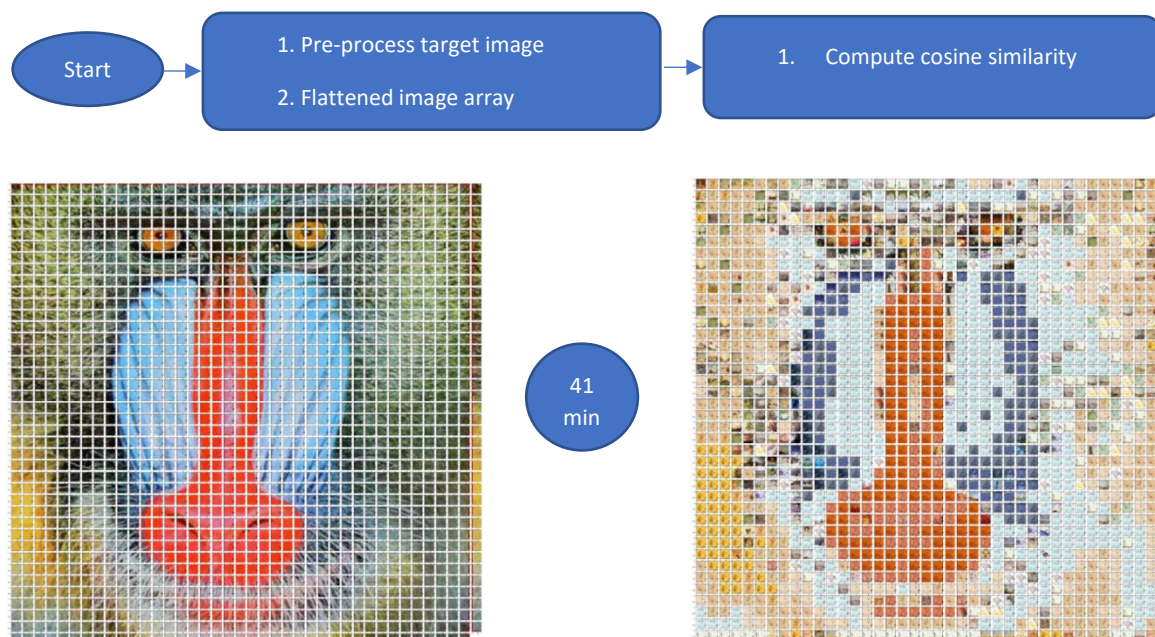 Start
1. Pre-process target image
2. Flattened image array
1. Compute cosine similarity
41
min